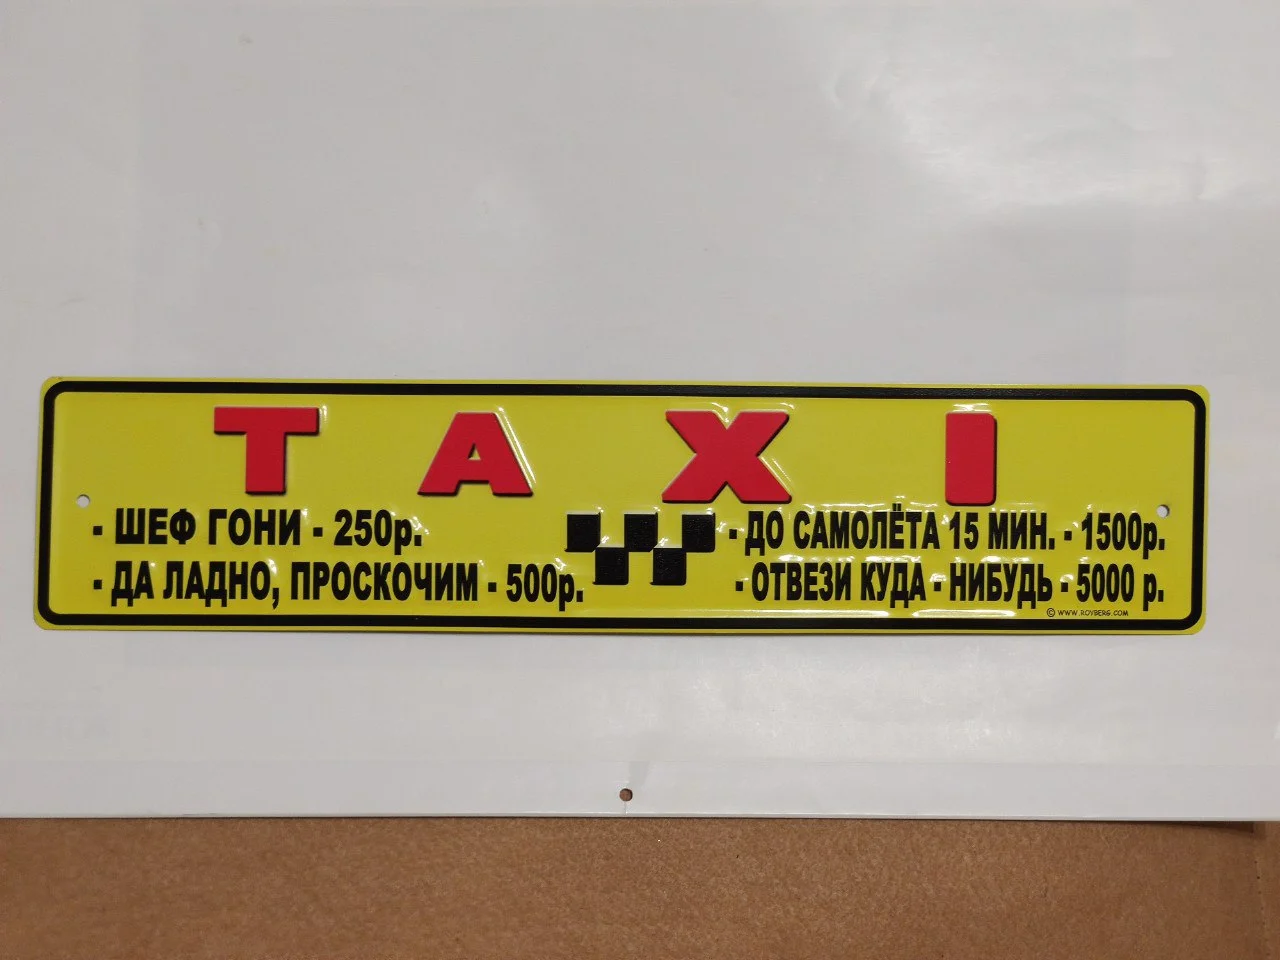 TAXI
- ШЕФ ГОНИ - 250р.
- ДА ЛАДНО, ПРОСКОЧИМ - 500р.
- ДО САМОЛЁТА 15 МИН. - 1500р.
- ОТВЕЗИ КУДА - НИБУДЬ - 5000 р.
© WWW.ROYBERG.COM